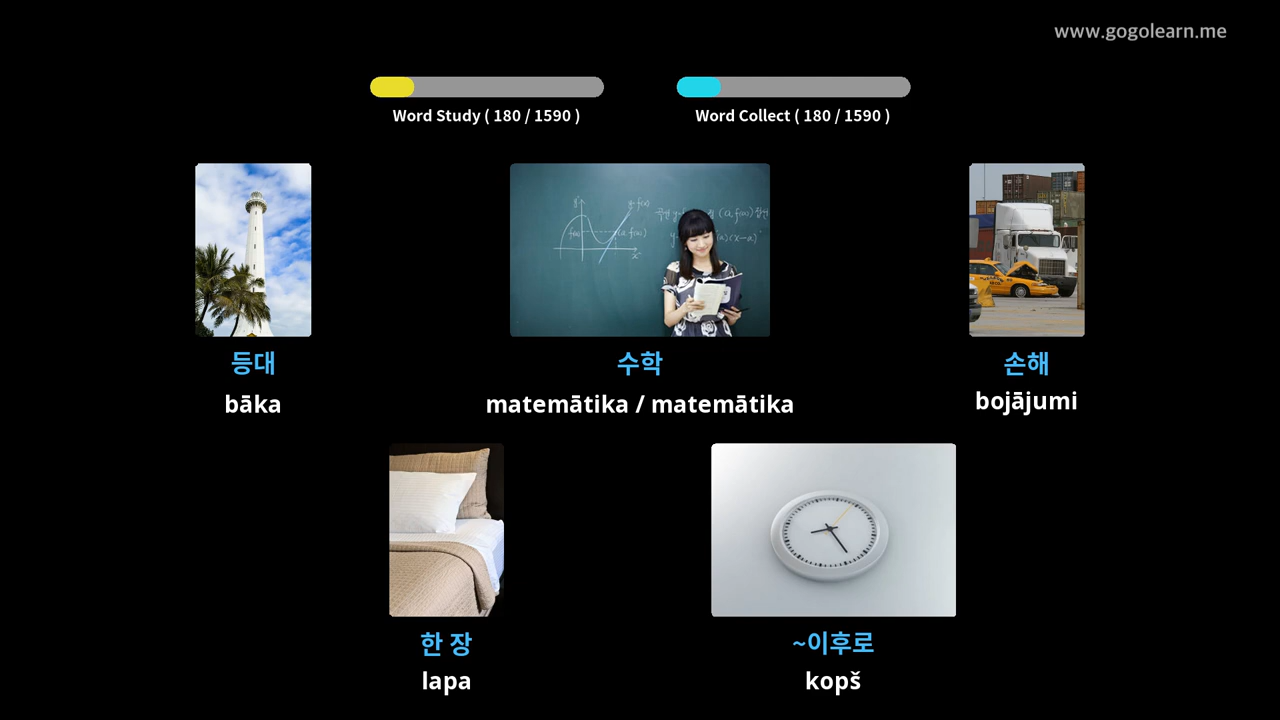 www.gogolearn.me
Word Study ( 180 / 1590 )
Word Collect ( 180 / 1590 )
등대
bāka
수학
matemātika / matemātika
손해
bojājumi
한 장
lapa
~이후로
kopš